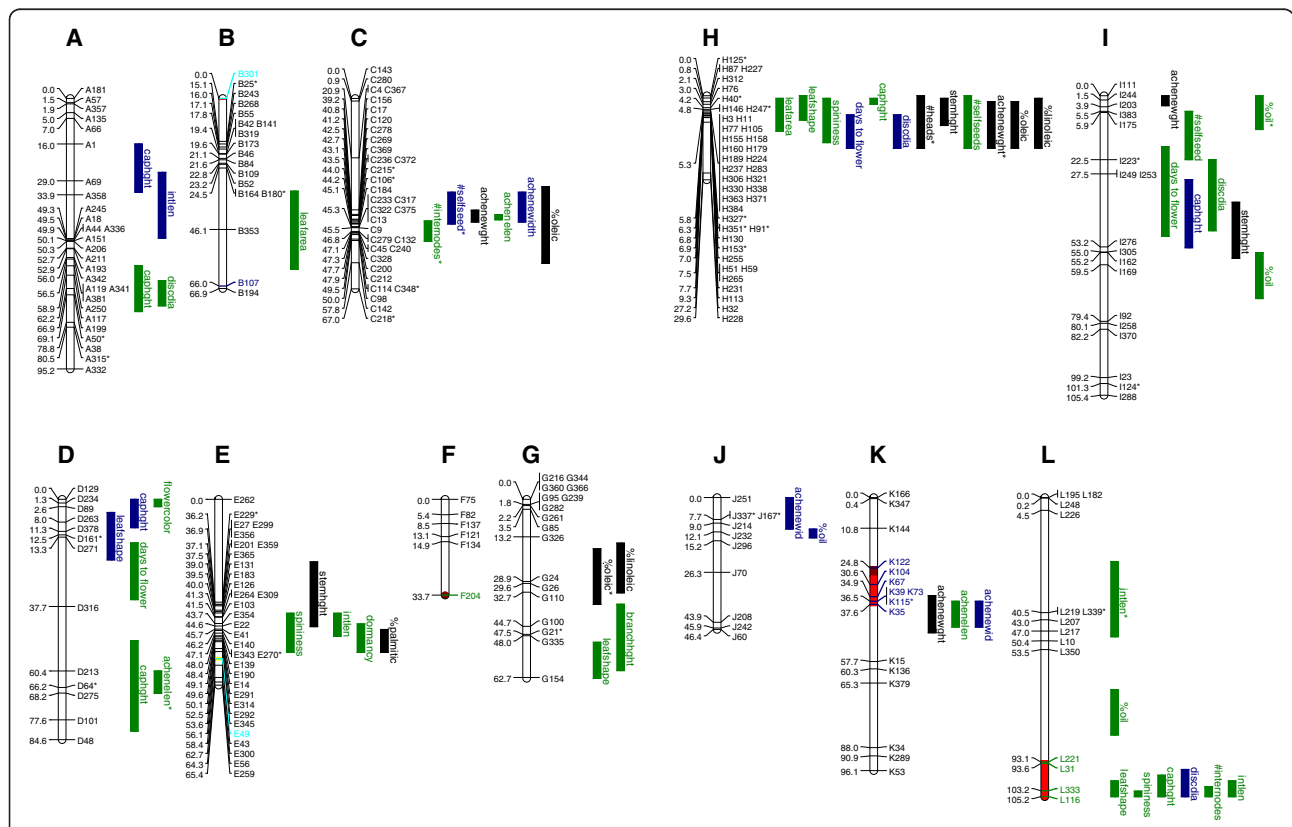 A
0.0 A181
1.5 A57
1.9 A357
5.0 A135
7.0 A66
16.0 A1
29.0 A69
33.9 A358
49.3 A245
49.5 A18
49.9 A44 A336
51.1 A151
50.6 A206
52.7 A211
52.9 A193
56.0 A342
A119 A341
56.5 A381
58.9 A250
62.2 A117
66.9 A199
69.1 A50*
78.8 A38
80.5 A315*
95.2 A332
caphght
intlen
caphght
discdia
B
0.0 B301
15.1 B25*
16.0 B243
17.1 B268
17.8 B55
B42 B141
19.4 B319
19.6 B173
21.1 B46
21.6 B84
22.8 B109
23.2 B52
24.5 B164 B180*
46.1 B353
66.0 B107
66.9 B194
leafarea
C
0.0 C143
0.9 C280
20.9 C4 C367
39.2 C156
40.8 C17
41.2 C120
42.5 C278
42.7 C269
43.1 C369
43.6 C236 C372
44.0 C215*
44.2 C106*
45.1 C184
C233 C317
45.3 C322 C375
C13
45.5 C9
46.8 C279 C132
47.1 C45 C240
47.3 C328
47.7 C200
47.9 C212
49.5 C114 C348*
50.0 C98
57.8 C142
67.0 C218*
#internodes*
#selfseed*
achenewght
achenelen
achenewidth
%oleic
H
0.0 H125*
0.8 H87 H227
2.1 H312
3.0 H76
4.2 H40*
4.8 H146 H247*
H3 H11
H77 H105
H155 H158
H160 H179
5.3 H189 H224
H237 H283
H306 H321
H330 H338
H363 H371
H384
5.8 H327*
6.3 H351* H91*
6.8 H130
6.9 H153*
6.6 H255
7.0 H51 H59
7.5 H265
7.7 H231
9.3 H113
27.2 H32
29.6 H228
leafarea
leafshape
spininess
days to flower
caphght
discdia
#heads*
stemhght
#selfseeds
achenewght*
%oleic
%linoleic
I
0.0 I111
1.5 I244
3.9 I203
5.5 I383
5.9 I175
22.5 I223*
27.5 I249 I253
53.2 I276
55.0 I305
55.2 I162
59.5 I169
79.4 I92
80.1 I258
82.2 I370
99.2 I23
101.3 I124*
105.4 I288
achenewght
days to flower
#selfseed
caphght
discdia
stemhght
%oil*
%oil
D
0.0 D129
1.3 D234
2.6 D89
8.0 D263
11.3 D378
12.5 D161*
13.3 D271
37.7 D316
60.4 D213
66.2 D64*
68.2 D275
77.6 D101
84.6 D48
leafshape
caphght
flowercolor
days to flower
caphght
achenelen*
E
0.0 E262
36.2 E229*
E27 E299
36.9 E356
37.1 E201 E359
37.5 E365
39.0 E131
39.5 E183
40.0 E126
41.3 E264 E309
41.5 E103
43.7 E354
44.6 E22
45.7 E41
46.2 E140
47.1 E343 E270*
48.0 E139
48.4 E190
49.1 E14
49.6 E291
50.1 E314
52.5 E292
53.6 E345
56.1 E49
58.4 E43
62.7 E300
64.3 E56
65.4 E259
spininess
stemhght
intlen
dormancy
%palmitic
F
0.0 F75
5.4 F82
8.5 F137
13.1 F121
14.9 F134
33.7 F204
G
0.0 G216 G344
G360 G366
G95 G239
1.8 G282
2.2 G261
3.5 G85
13.2 G326
28.9 G24
29.6 G26
32.7 G110
44.7 G100
47.5 G21*
48.0 G335
62.7 G154
%oleic*
%linoleic
leafshape
branchhght
J
0.0 J251
7.7 J337* J167*
9.0 J214
12.1 J232
15.2 J296
26.3 J70
43.9 J208
45.9 J242
46.4 J60
achenewid
%oil
K
0.0 K166
0.4 K347
10.8 K144
24.8 K122
30.6 K104
34.9 K67
K39 K73
36.5 K115*
37.6 K35
57.7 K15
60.3 K136
65.3 K379
88.0 K34
90.9 K289
96.1 K53
achenewght
achenelen
achenewid
L
0.0 L195 L182
0.2 L248
4.5 L226
40.5 L219 L339*
43.0 L207
47.0 L217
50.4 L10
53.5 L350
93.1 L221
93.6 L31
103.2 L333
105.2 L116
intlen*
%oil
leafshape
spininess
caphght
discdia
#internodes
intlen